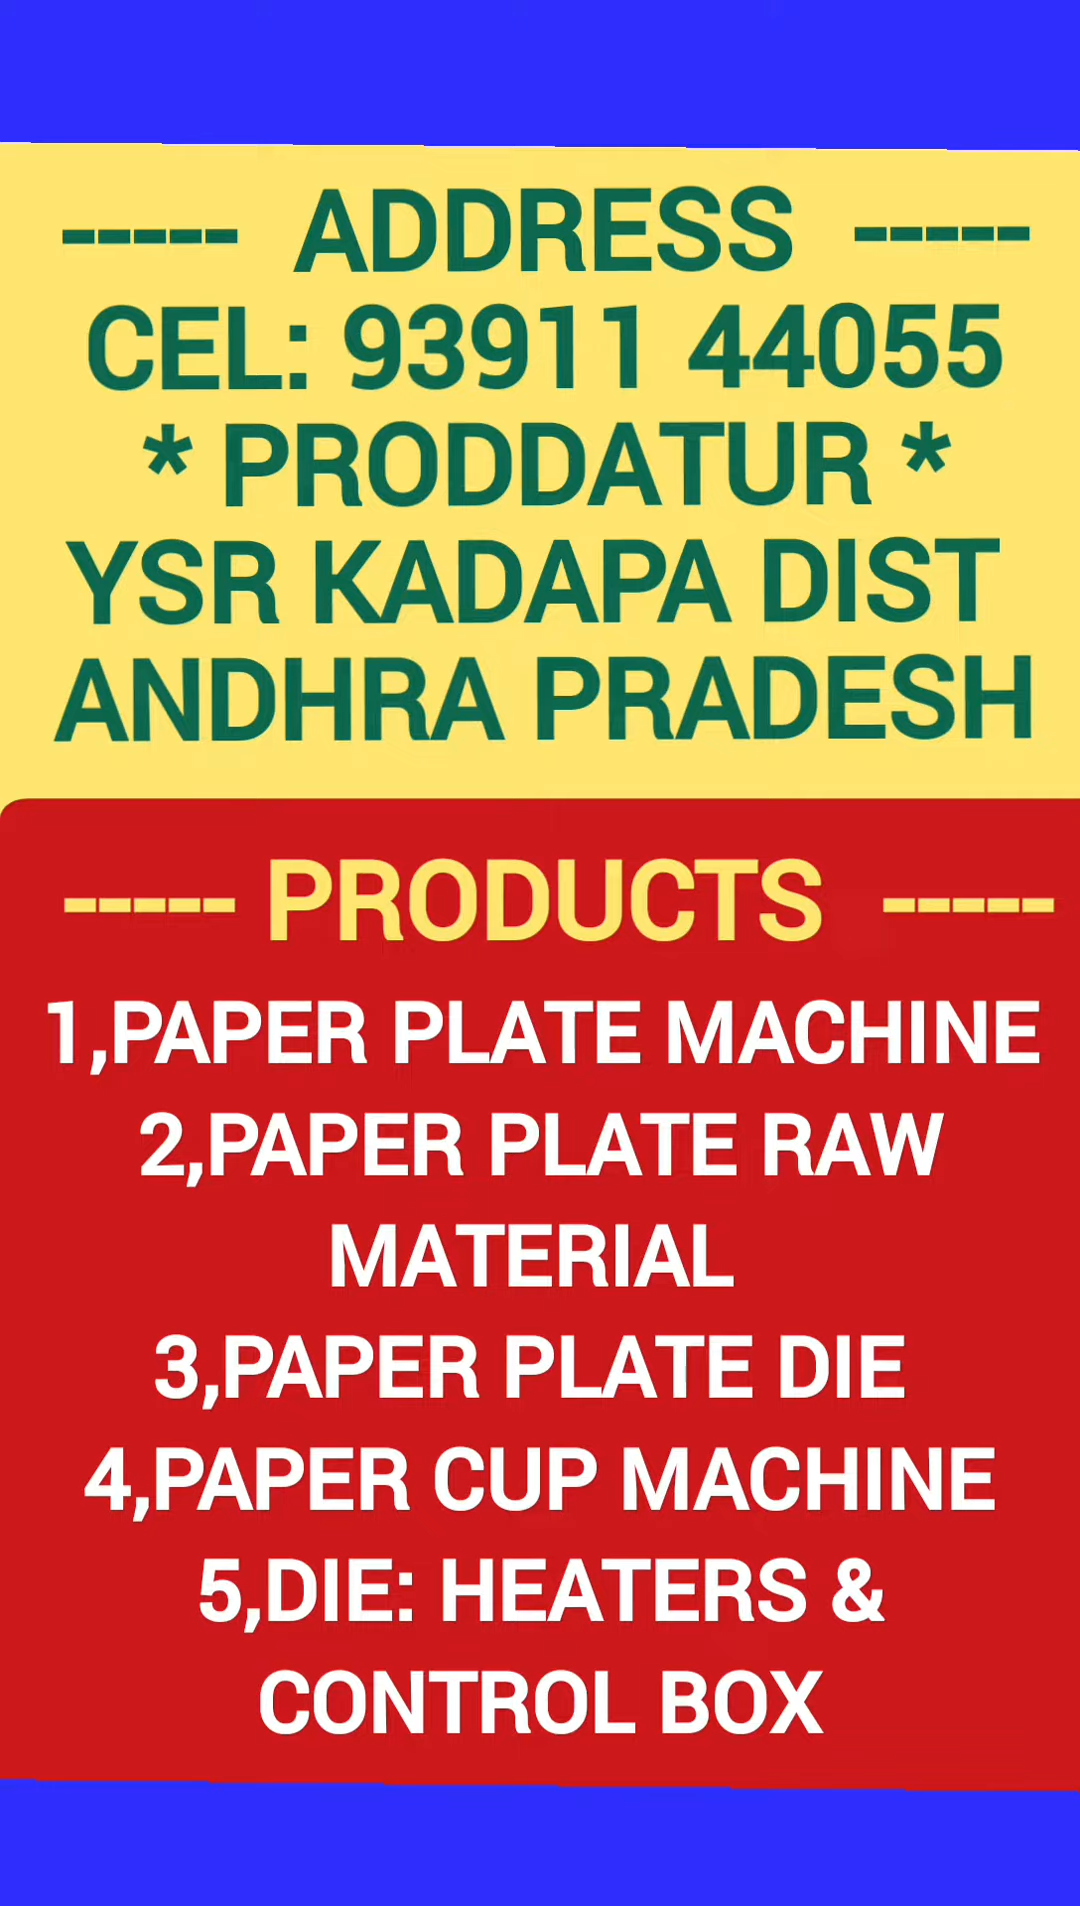 ----- ADDRESS -----
CEL: 93911 44055
* PRODDATUR *
YSR KADAPA DIST
ANDHRA PRADESH
----- PRODUCTS -----
1,PAPER PLATE MACHINE
2,PAPER PLATE RAW
MATERIAL
3,PAPER PLATE DIE
4,PAPER CUP MACHINE
5,DIE: HEATERS &
CONTROL BOX